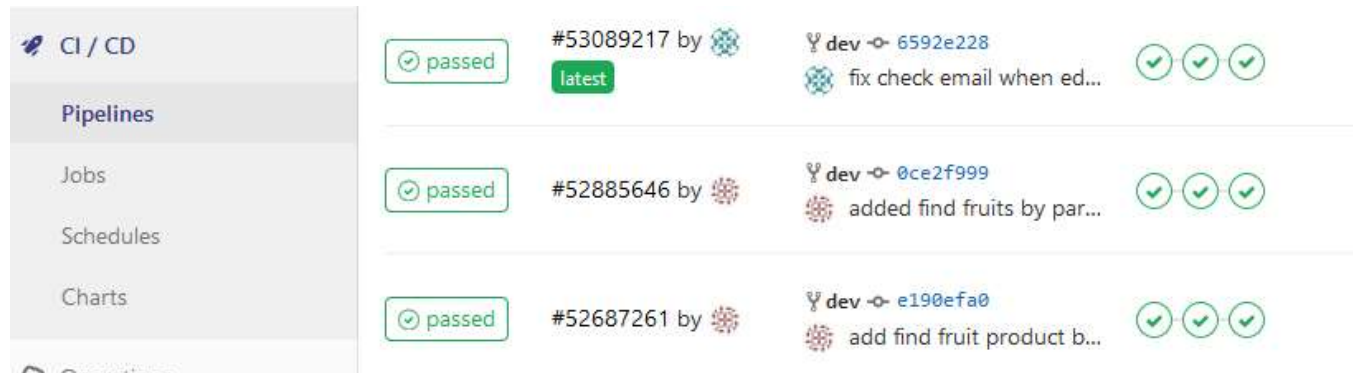 CI / CD
Pipelines
Jobs
Schedules
Charts
passed
#53089217 by
latest
dev 6592e228
fix check email when ed...
passed
#52885646 by
dev 0ce2f999
added find fruits by par...
passed
#52687261 by
dev e190efa0
add find fruit product b...